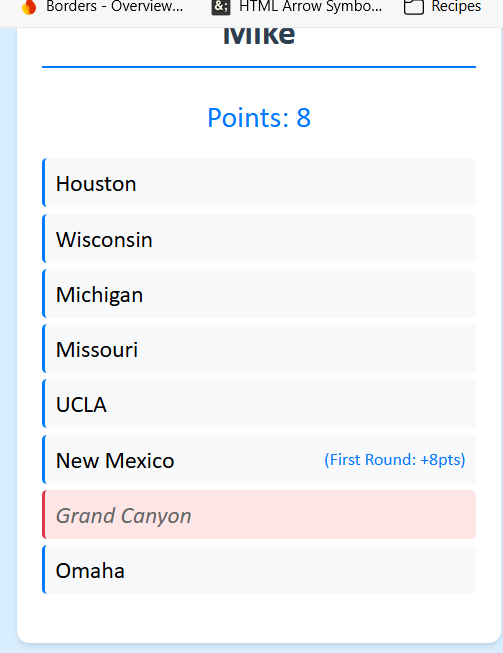 Borders - Overview... &; HTML Arrow Symbo... Recipes
Mike
Points: 8
Houston
Wisconsin
Michigan
Missouri
UCLA
New Mexico (First Round: +8pts)
Grand Canyon
Omaha